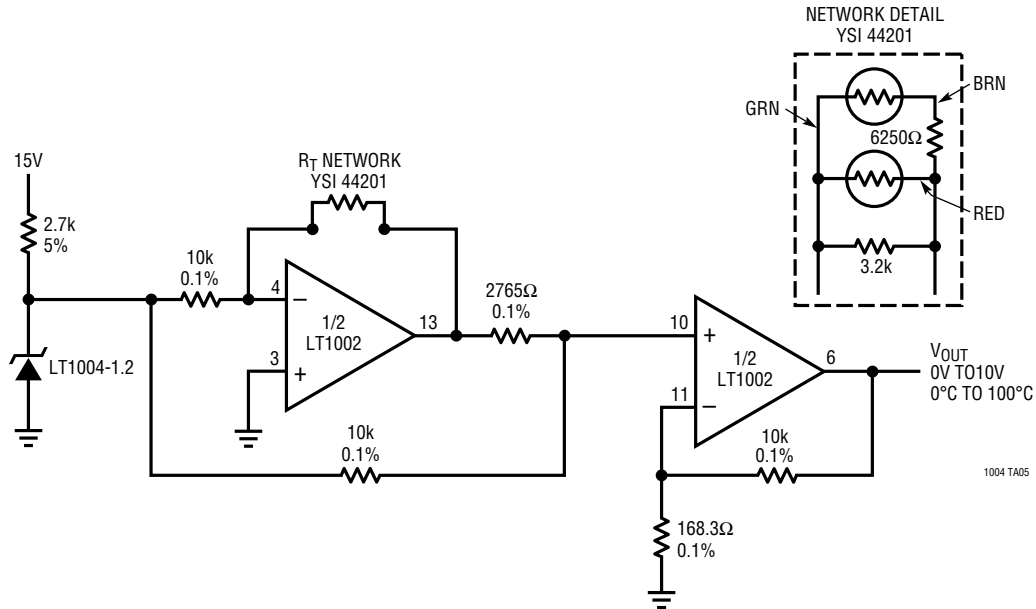 NETWORK DETAIL
YSI 44201
GRN
BRN
6250Ω
RED
3.2k
15V
2.7k
5%
LT1004-1.2
10k
0.1%
RT NETWORK
YSI 44201
4
3
–
+
1/2
LT1002
13
2765Ω
0.1%
10k
0.1%
10
11
+
–
1/2
LT1002
6
10k
0.1%
168.3Ω
0.1%
VOUT
0V TO10V
0°C TO 100°C
1004 TA05